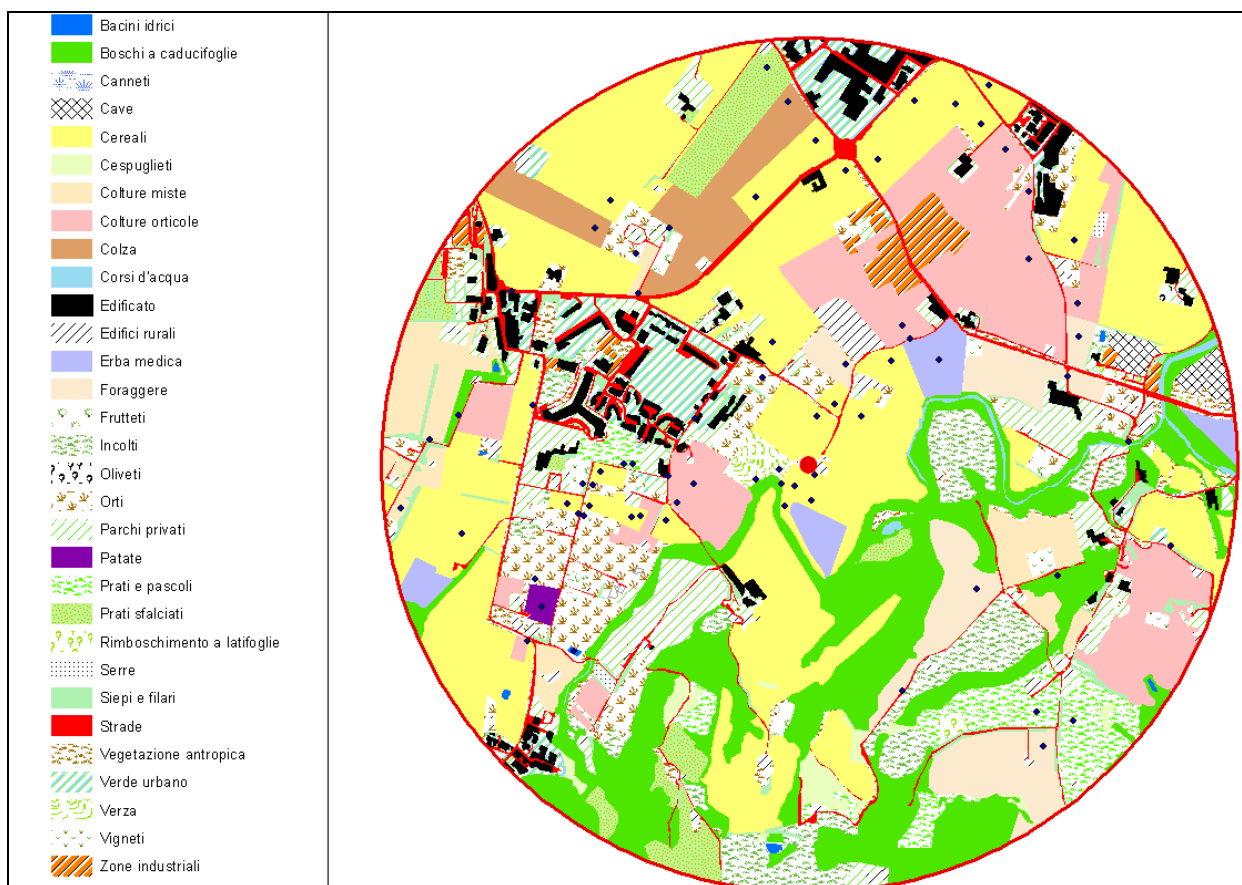 Bacini idrici
Boschi a caducifoglie
Canneti
Cave
Cereali
Cespuglieti
Colture miste
Colture orticole
Colza
Corsi d'acqua
Edificato
Edifici rurali
Erba medica
Foraggere
Frutteti
Incolti
Oliveti
Orti
Parchi privati
Patate
Prati e pascoli
Prati sfalciati
Rimboschimento a latifoglie
Serre
Siepi e filari
Strade
Vegetazione antropica
Verde urbano
Verza
Vigneti
Zone industriali